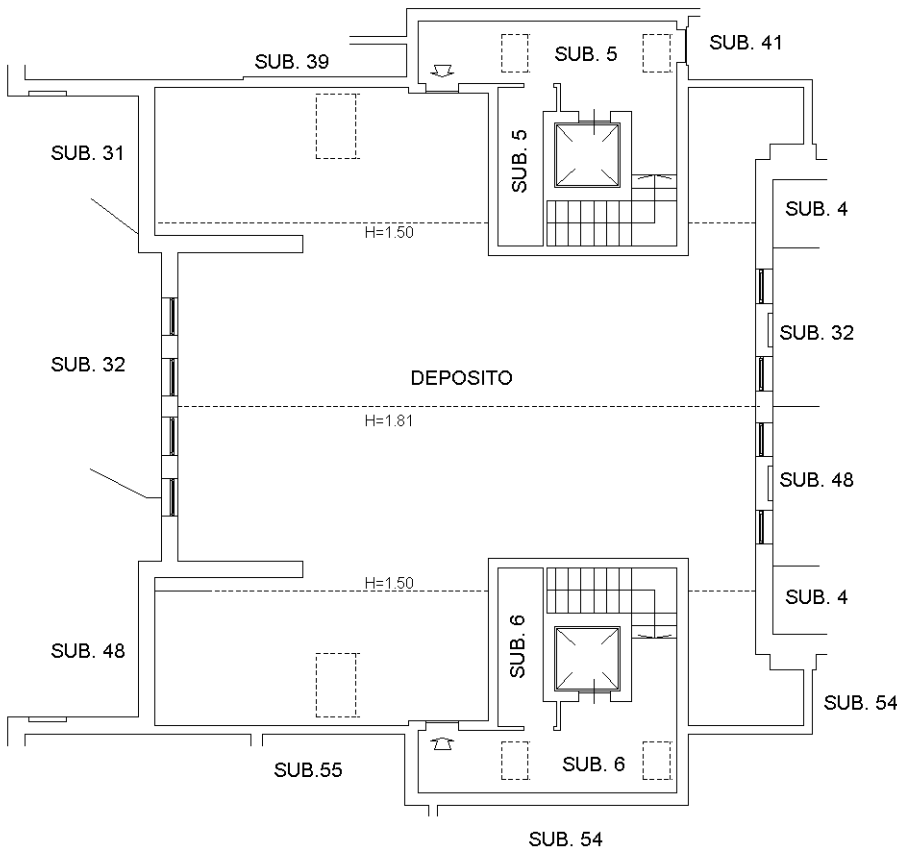 SUB. 41
SUB. 5
SUB. 39
SUB. 31
SUB. 5
SUB. 4
H=1.50
SUB. 32
SUB. 32
DEPOSITO
H=1.81
SUB. 48
H=1.50
SUB. 4
SUB. 6
SUB. 48
SUB. 54
SUB. 6
SUB.55
SUB. 54